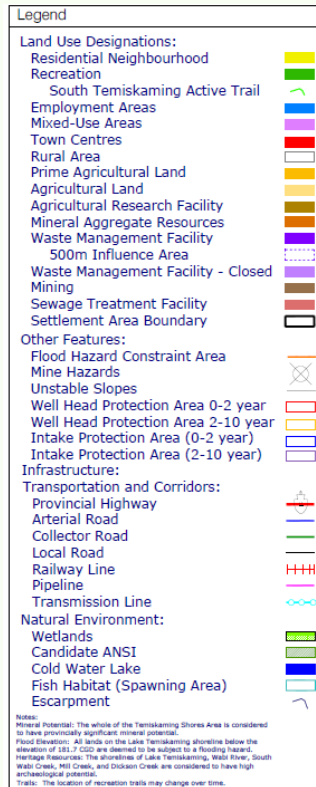 Legend
Land Use Designations:
Residential Neighbourhood
Recreation
South Temiskaming Active Trail
Employment Areas
Mixed-Use Areas
Town Centres
Rural Area
Prime Agricultural Land
Agricultural Land
Agricultural Research Facility
Mineral Aggregate Resources
Waste Management Facility
500m Influence Area
Waste Management Facility - Closed
Mining
Sewage Treatment Facility
Settlement Area Boundary
Other Features:
Flood Hazard Constraint Area
Mine Hazards
Unstable Slopes
Well Head Protection Area 0-2 year
Well Head Protection Area 2-10 year
Intake Protection Area (0-2 year)
Intake Protection Area (2-10 year)
Infrastructure:
Transportation and Corridors:
Provincial Highway
Arterial Road
Collector Road
Local Road
Railway Line
Pipeline
Transmission Line
Natural Environment:
Wetlands
Candidate ANSI
Cold Water Lake
Fish Habitat (Spawning Area)
Escarpment
Notes:
Mineral Potential: The whole of the Temiskaming Shores Area is considered
to have provincially significant mineral potential.
Flood Elevation: All lands on the Lake Temiskaming shoreline below the
elevation of 181.7 CGD are deemed to be subject to a flooding hazard.
Heritage Resources: The shorelines of Lake Temiskaming, Wabi River, South
Wabi Creek, Mill Creek, and Dickson Creek are considered to have high
archaeological potential.
Trails: The location of recreation trails may change over time.